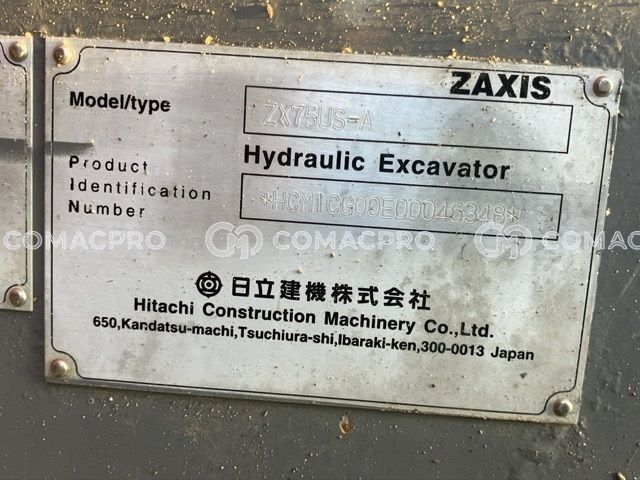 ZAXIS
Model/type ZX75US-A
Hydraulic Excavator
Product
Identification
Number
*HCM1CG00E00046348*
COMACPRO COMACPRO COMACPRO
日立建機株式会社
Hitachi Construction Machinery Co.,Ltd.
650,Kandatsu-machi,Tsuchiura-shi,Ibaraki-ken,300-0013 Japan